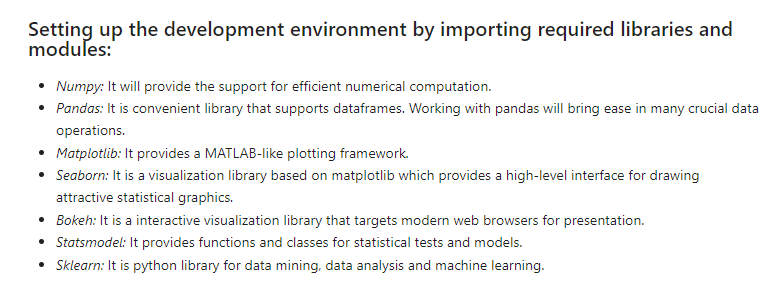 Setting up the development environment by importing required libraries and
modules:
• Numpy: It will provide the support for efficient numerical computation.
• Pandas: It is convenient library that supports dataframes. Working with pandas will bring ease in many crucial data
operations.
• Matplotlib: It provides a MATLAB-like plotting framework.
• Seaborn: It is a visualization library based on matplotlib which provides a high-level interface for drawing
attractive statistical graphics.
• Bokeh: It is a interactive visualization library that targets modern web browsers for presentation.
• Statsmodel: It provides functions and classes for statistical tests and models.
• Sklearn: It is python library for data mining, data analysis and machine learning.